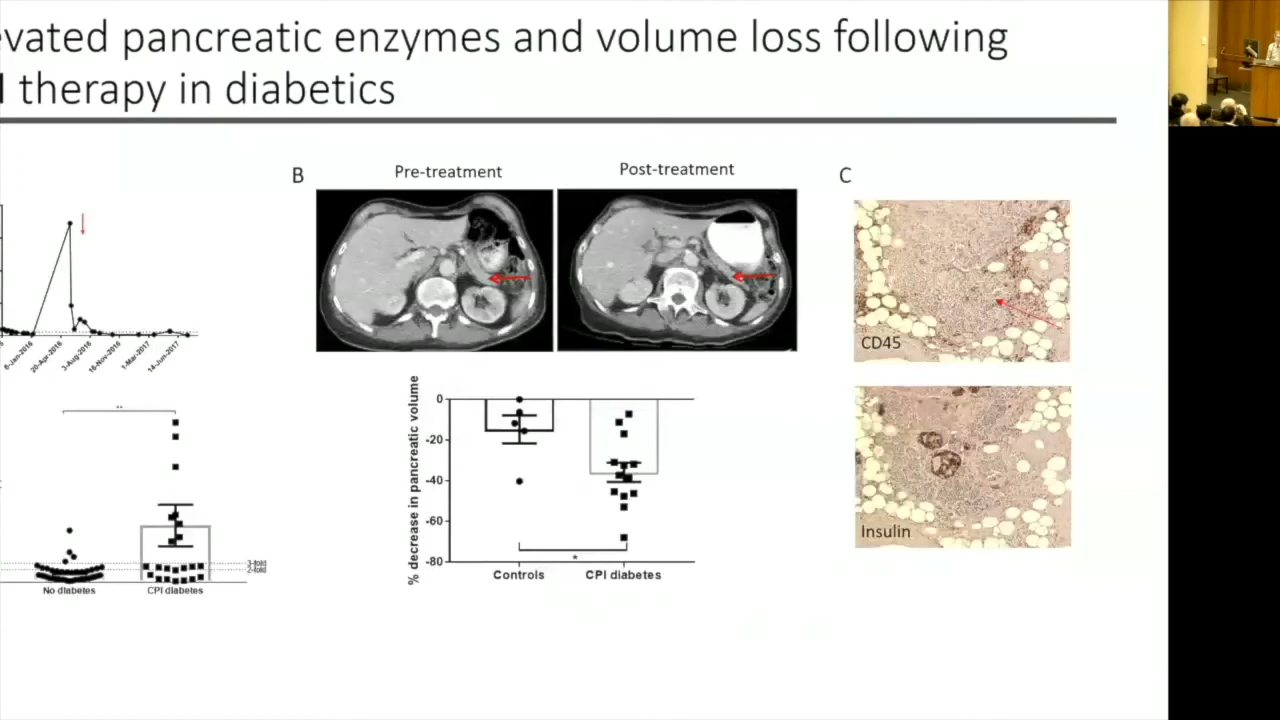 evated pancreatic enzymes and volume loss following
I therapy in diabetics
B
Pre-treatment
Post-treatment
C
6-Jan-2016
20-Apr-2016
3-Aug-2016
16-Nov-2016
1-Mar-2017
14-Jun-2017
CD45
**
3-fold
2-fold
No diabetes
CPI diabetes
% decrease in pancreatic volume
0
-20
-40
-60
-80
*
Controls
CPI diabetes
Insulin